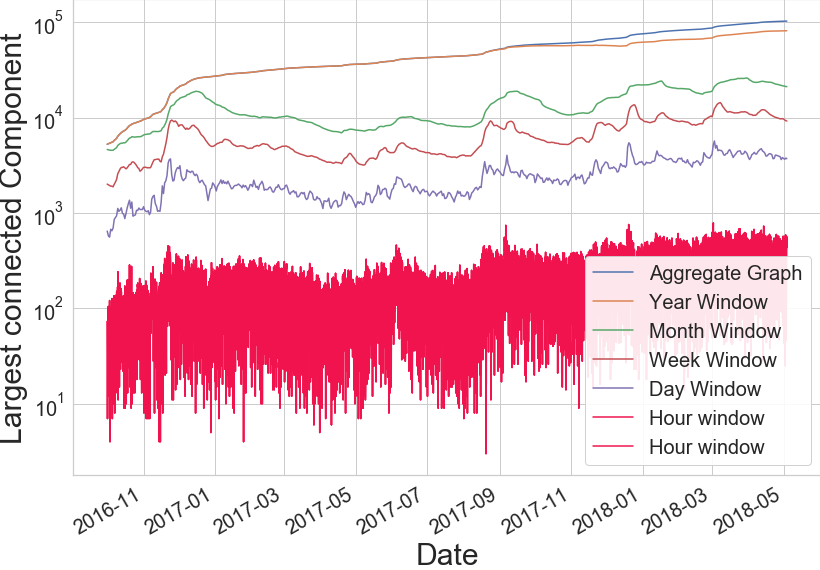 Largest connected Component
10^5
10^4
10^3
10^2
10^1
Aggregate Graph
Year Window
Month Window
Week Window
Day Window
Hour window
Hour window
2016-11
2017-01
2017-03
2017-05
2017-07
2017-09
2017-11
2018-01
2018-03
2018-05
Date